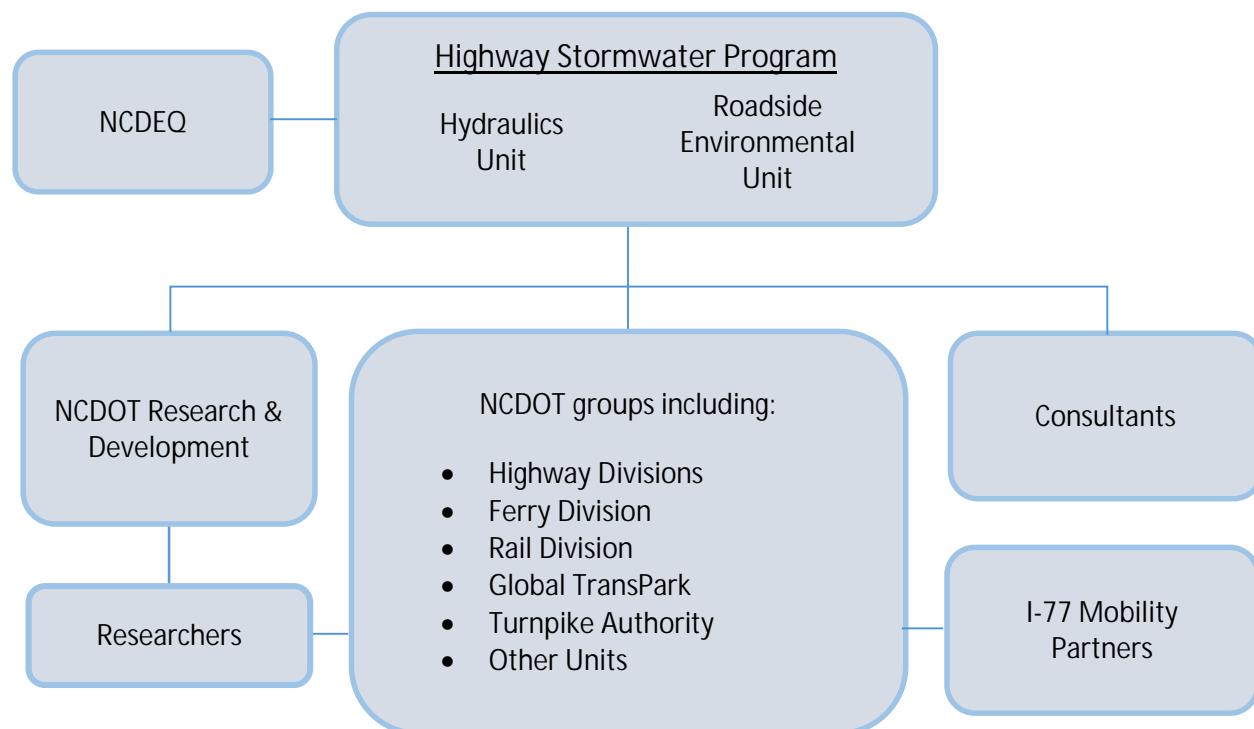 Highway Stormwater Program
NCDEQ
Hydraulics
Unit
Roadside
Environmental
Unit
NCDOT Research &
Development
NCDOT groups including:
• Highway Divisions
• Ferry Division
• Rail Division
• Global TransPark
• Turnpike Authority
• Other Units
Consultants
Researchers
I-77 Mobility
Partners